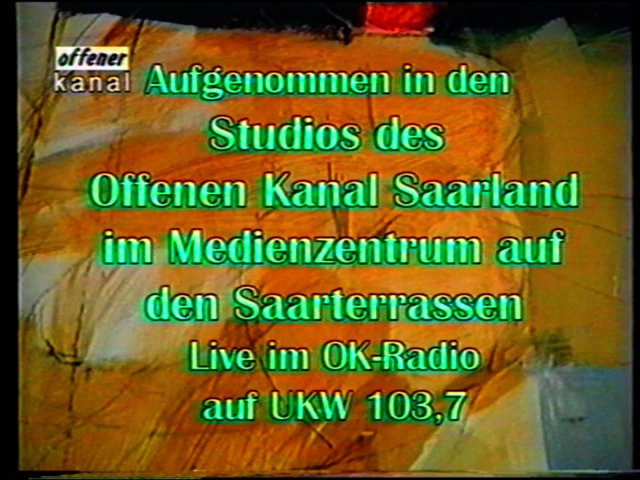 offener
kanal
Aufgenommen in den
Studios des
Offenen Kanal Saarland
im Medienzentrum auf
den Saarterrassen
Live im OK-Radio
auf UKW 103,7